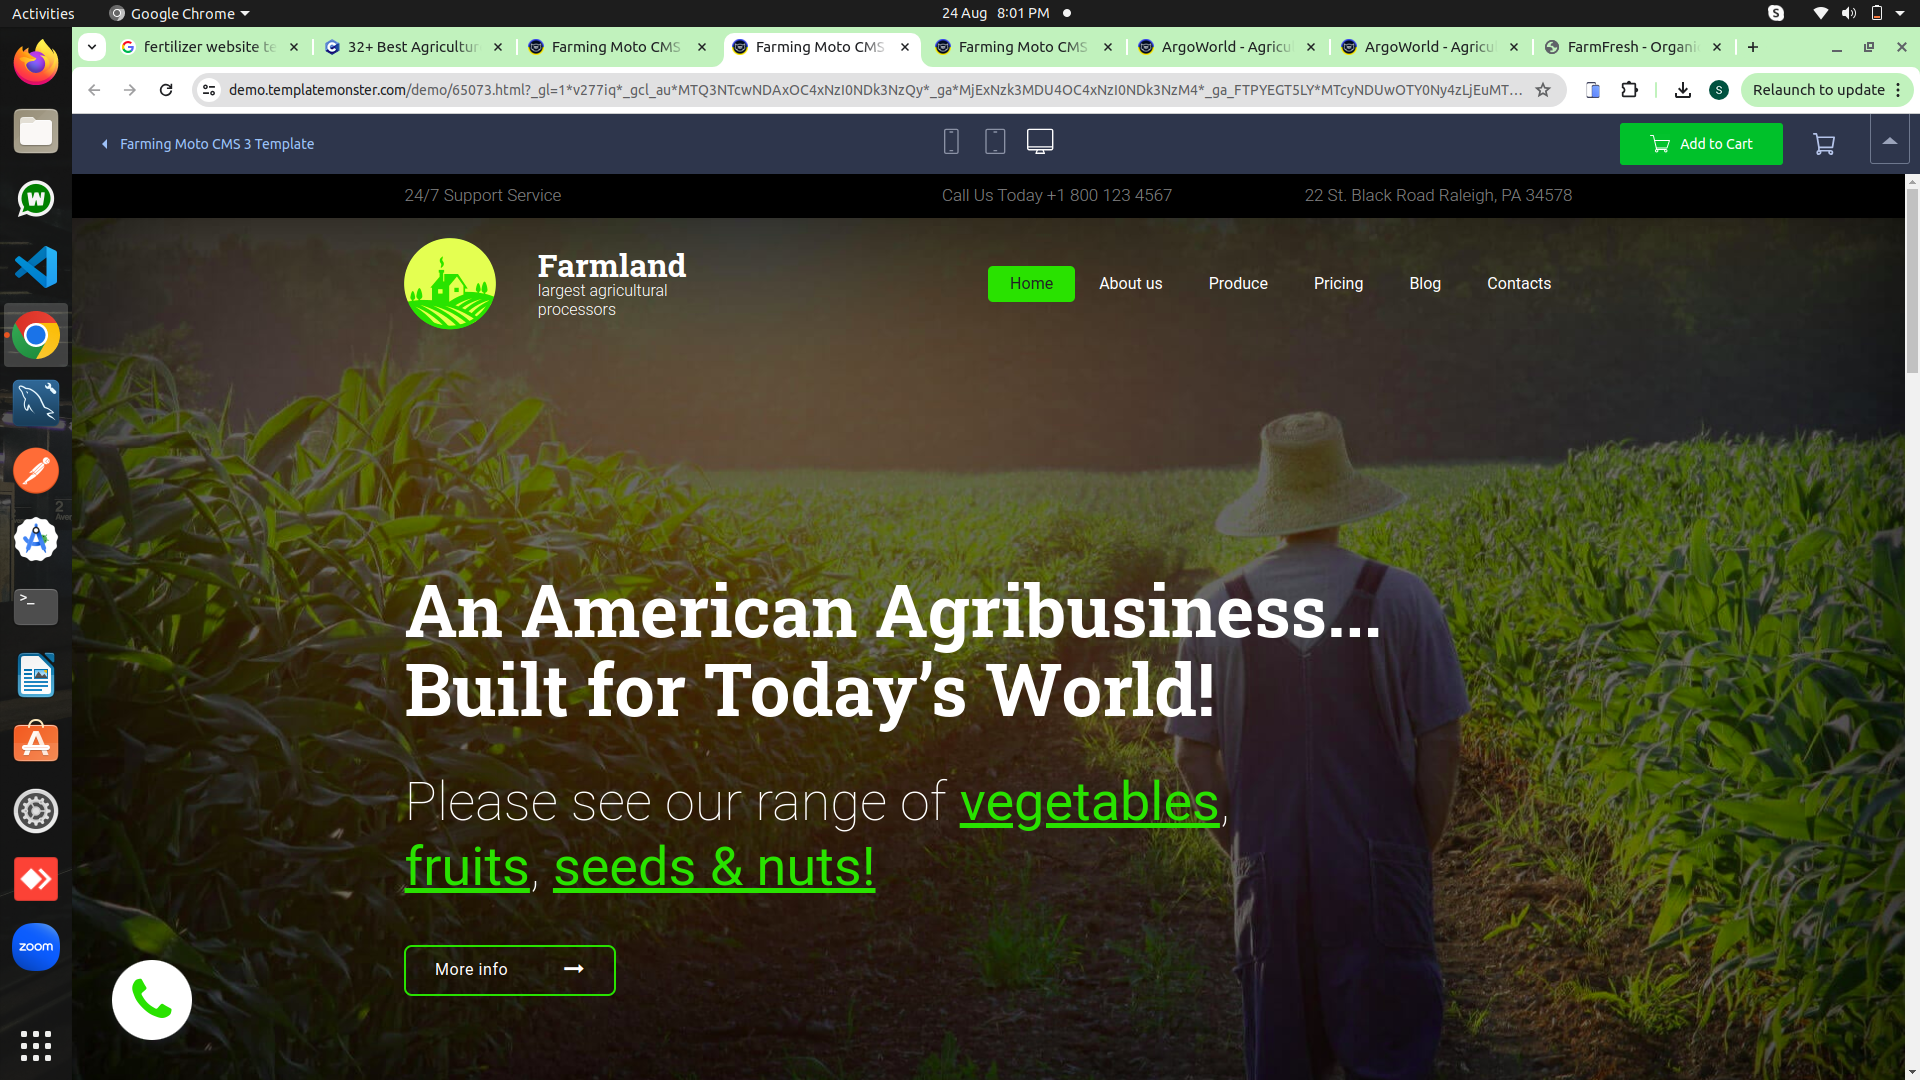 Activities
Google Chrome
24 Aug 8:01 PM
fertilizer website te
32+ Best Agricultur
Farming Moto CMS
Farming Moto CMS
Farming Moto CMS
ArgoWorld - Agricul
ArgoWorld - Agricul
FarmFresh - Organi
demo.templatemonster.com/demo/65073.html?_gl=1*v277iq*_gcl_au*MTQ3NTcwNDAxOC4xNzI0NDk3NzQy*_ga*MjExNzk3MDU4OC4xNzI0NDk3NzM4*_ga_FTPYEGT5LY*MTcyNDUwOTY0Ny4zLjEuMT...
S
Relaunch to update
Farming Moto CMS 3 Template
Add to Cart
24/7 Support Service
Call Us Today +1 800 123 4567
22 St. Black Road Raleigh, PA 34578
Farmland
largest agricultural
processors
Home
About us
Produce
Pricing
Blog
Contacts
An American Agribusiness...
Built for Today’s World!
Please see our range of vegetables,
fruits, seeds & nuts!
More info
zoom